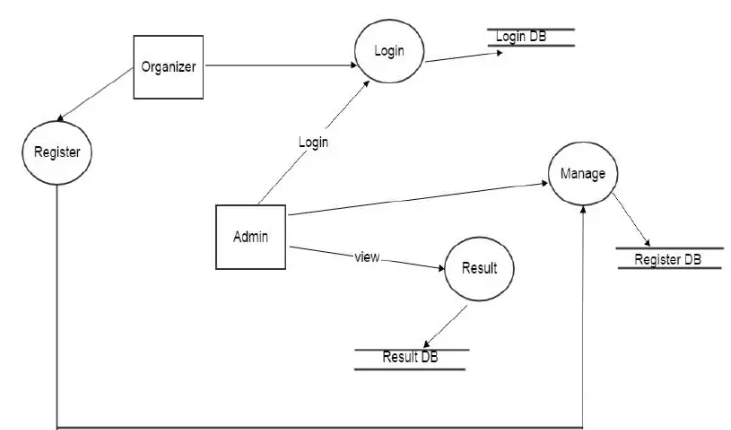 Login DB
Login
Organizer
Login
Register
Manage
Admin
view
Result
Register DB
Result DB